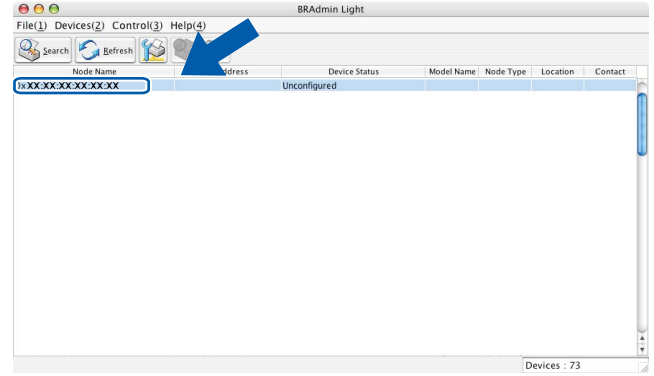 BRAdmin Light
File(1) Devices(2) Control(3) Help(4)
Search Refresh
Node Name Device Status Model Name Node Type Location Contact
XX:XX:XX:XX:XX:XX Unconfigured
Devices : 73